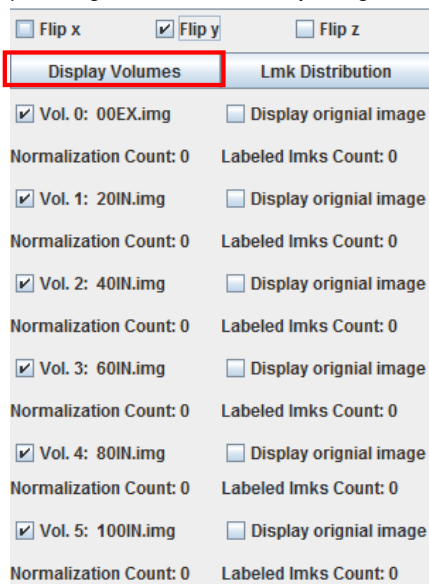 Flip x Flip y Flip z
Display Volumes Lmk Distribution
Vol. 0: 00EX.img Display orignial image
Normalization Count: 0 Labeled lmks Count: 0
Vol. 1: 20IN.img Display orignial image
Normalization Count: 0 Labeled lmks Count: 0
Vol. 2: 40IN.img Display orignial image
Normalization Count: 0 Labeled lmks Count: 0
Vol. 3: 60IN.img Display orignial image
Normalization Count: 0 Labeled lmks Count: 0
Vol. 4: 80IN.img Display orignial image
Normalization Count: 0 Labeled lmks Count: 0
Vol. 5: 100IN.img Display orignial image
Normalization Count: 0 Labeled lmks Count: 0